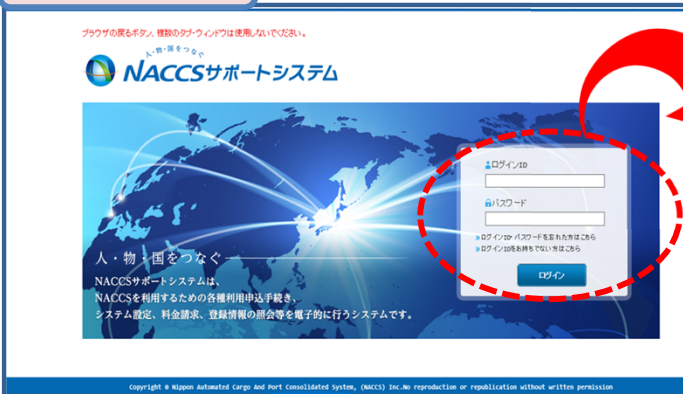 ブラウザの戻るボタン、複数のタブ・ウィンドウは使用しないでください。
人・物・国をつなぐ
NACCSサポートシステム
ログインID
パスワード
» ログインID・パスワードを忘れた方はこちら
» ログインIDをお持ちでない方はこちら
ログイン
人・物・国をつなぐ
NACCSサポートシステムは、
NACCSを利用するための各種利用申込手続き、
システム設定、料金請求、登録情報の照会等を電子的に行うシステムです。
Copyright © Nippon Automated Cargo And Port Consolidated System, (NACCS) Inc.No reproduction or republication without written permission